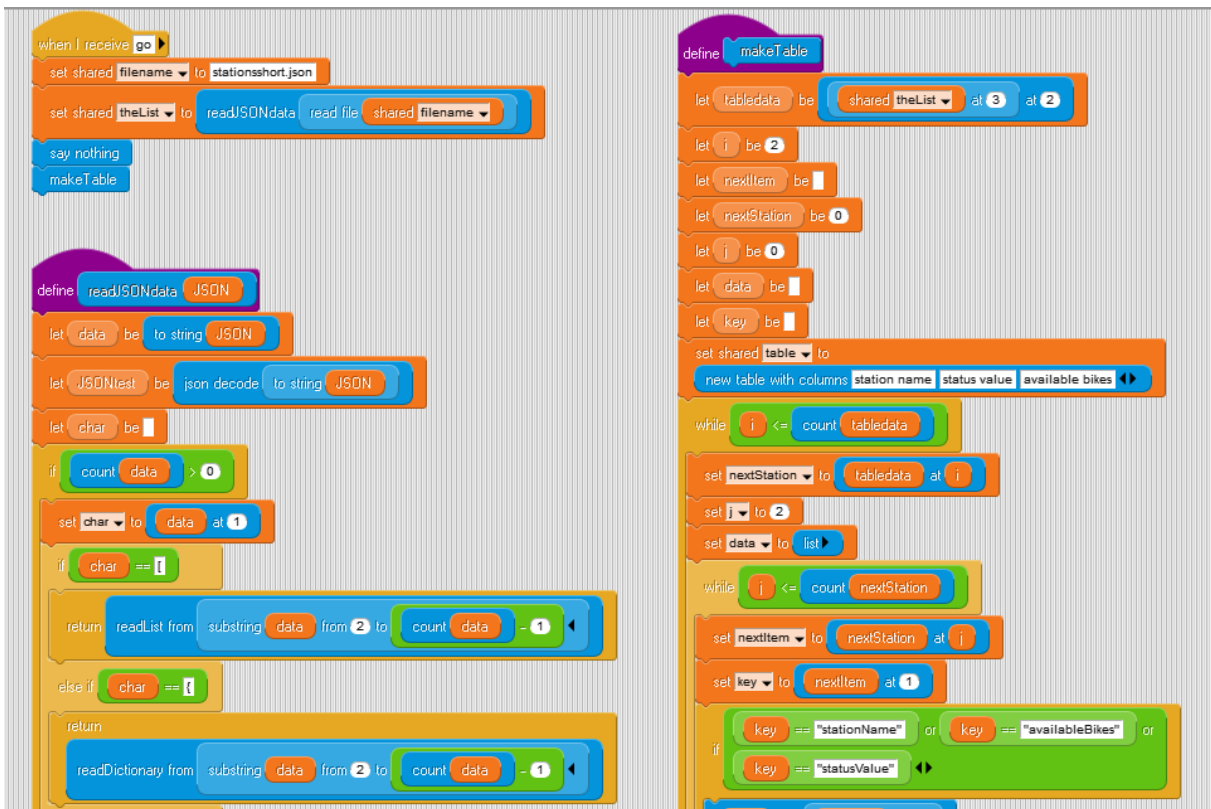 when I receive go
set shared filename to stationsshort.json
set shared theList to readJSONdata read file shared filename
say nothing
makeTable
define readJSONdata JSON
let data be to string JSON
let JSONtest be json decode to string JSON
let char be
if count data > 0
set char to data at 1
if char == [
return readList from substring data from 2 to count data - 1
else if char == {
return
readDictionary from substring data from 2 to count data - 1
define makeTable
let tabledata be shared theList at 3 at 2
let i be 2
let nextItem be
let nextStation be 0
let j be 0
let data be
let key be
set shared table to
new table with columns station name status value available bikes
while i <= count tabledata
set nextStation to tabledata at i
set j to 2
set data to list
while j <= count nextStation
set nextItem to nextStation at j
set key to nextItem at 1
key == "stationName" or key == "availableBikes" or
if
key == "statusValue"